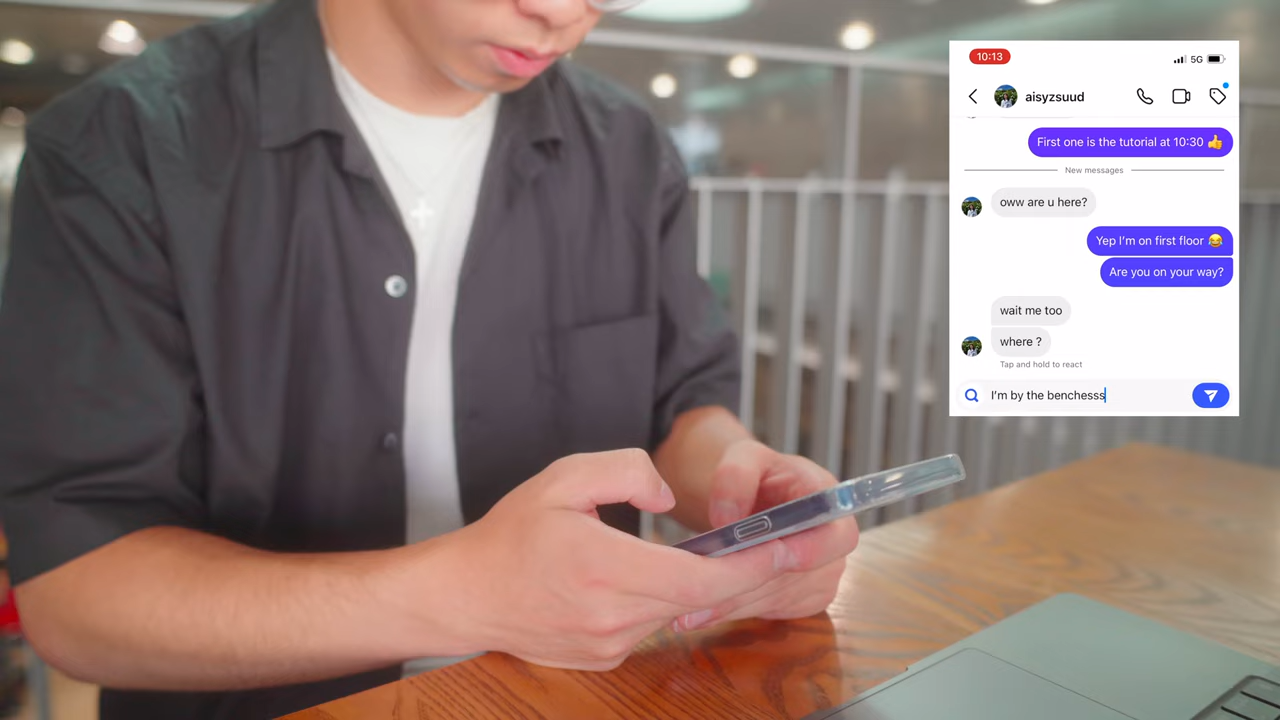 10:13
5G
aisyzsuud
First one is the tutorial at 10:30 👍
New messages
oww are u here?
Yep I'm on first floor 😂
Are you on your way?
wait me too
where ?
Tap and hold to react
I'm by the benchesss